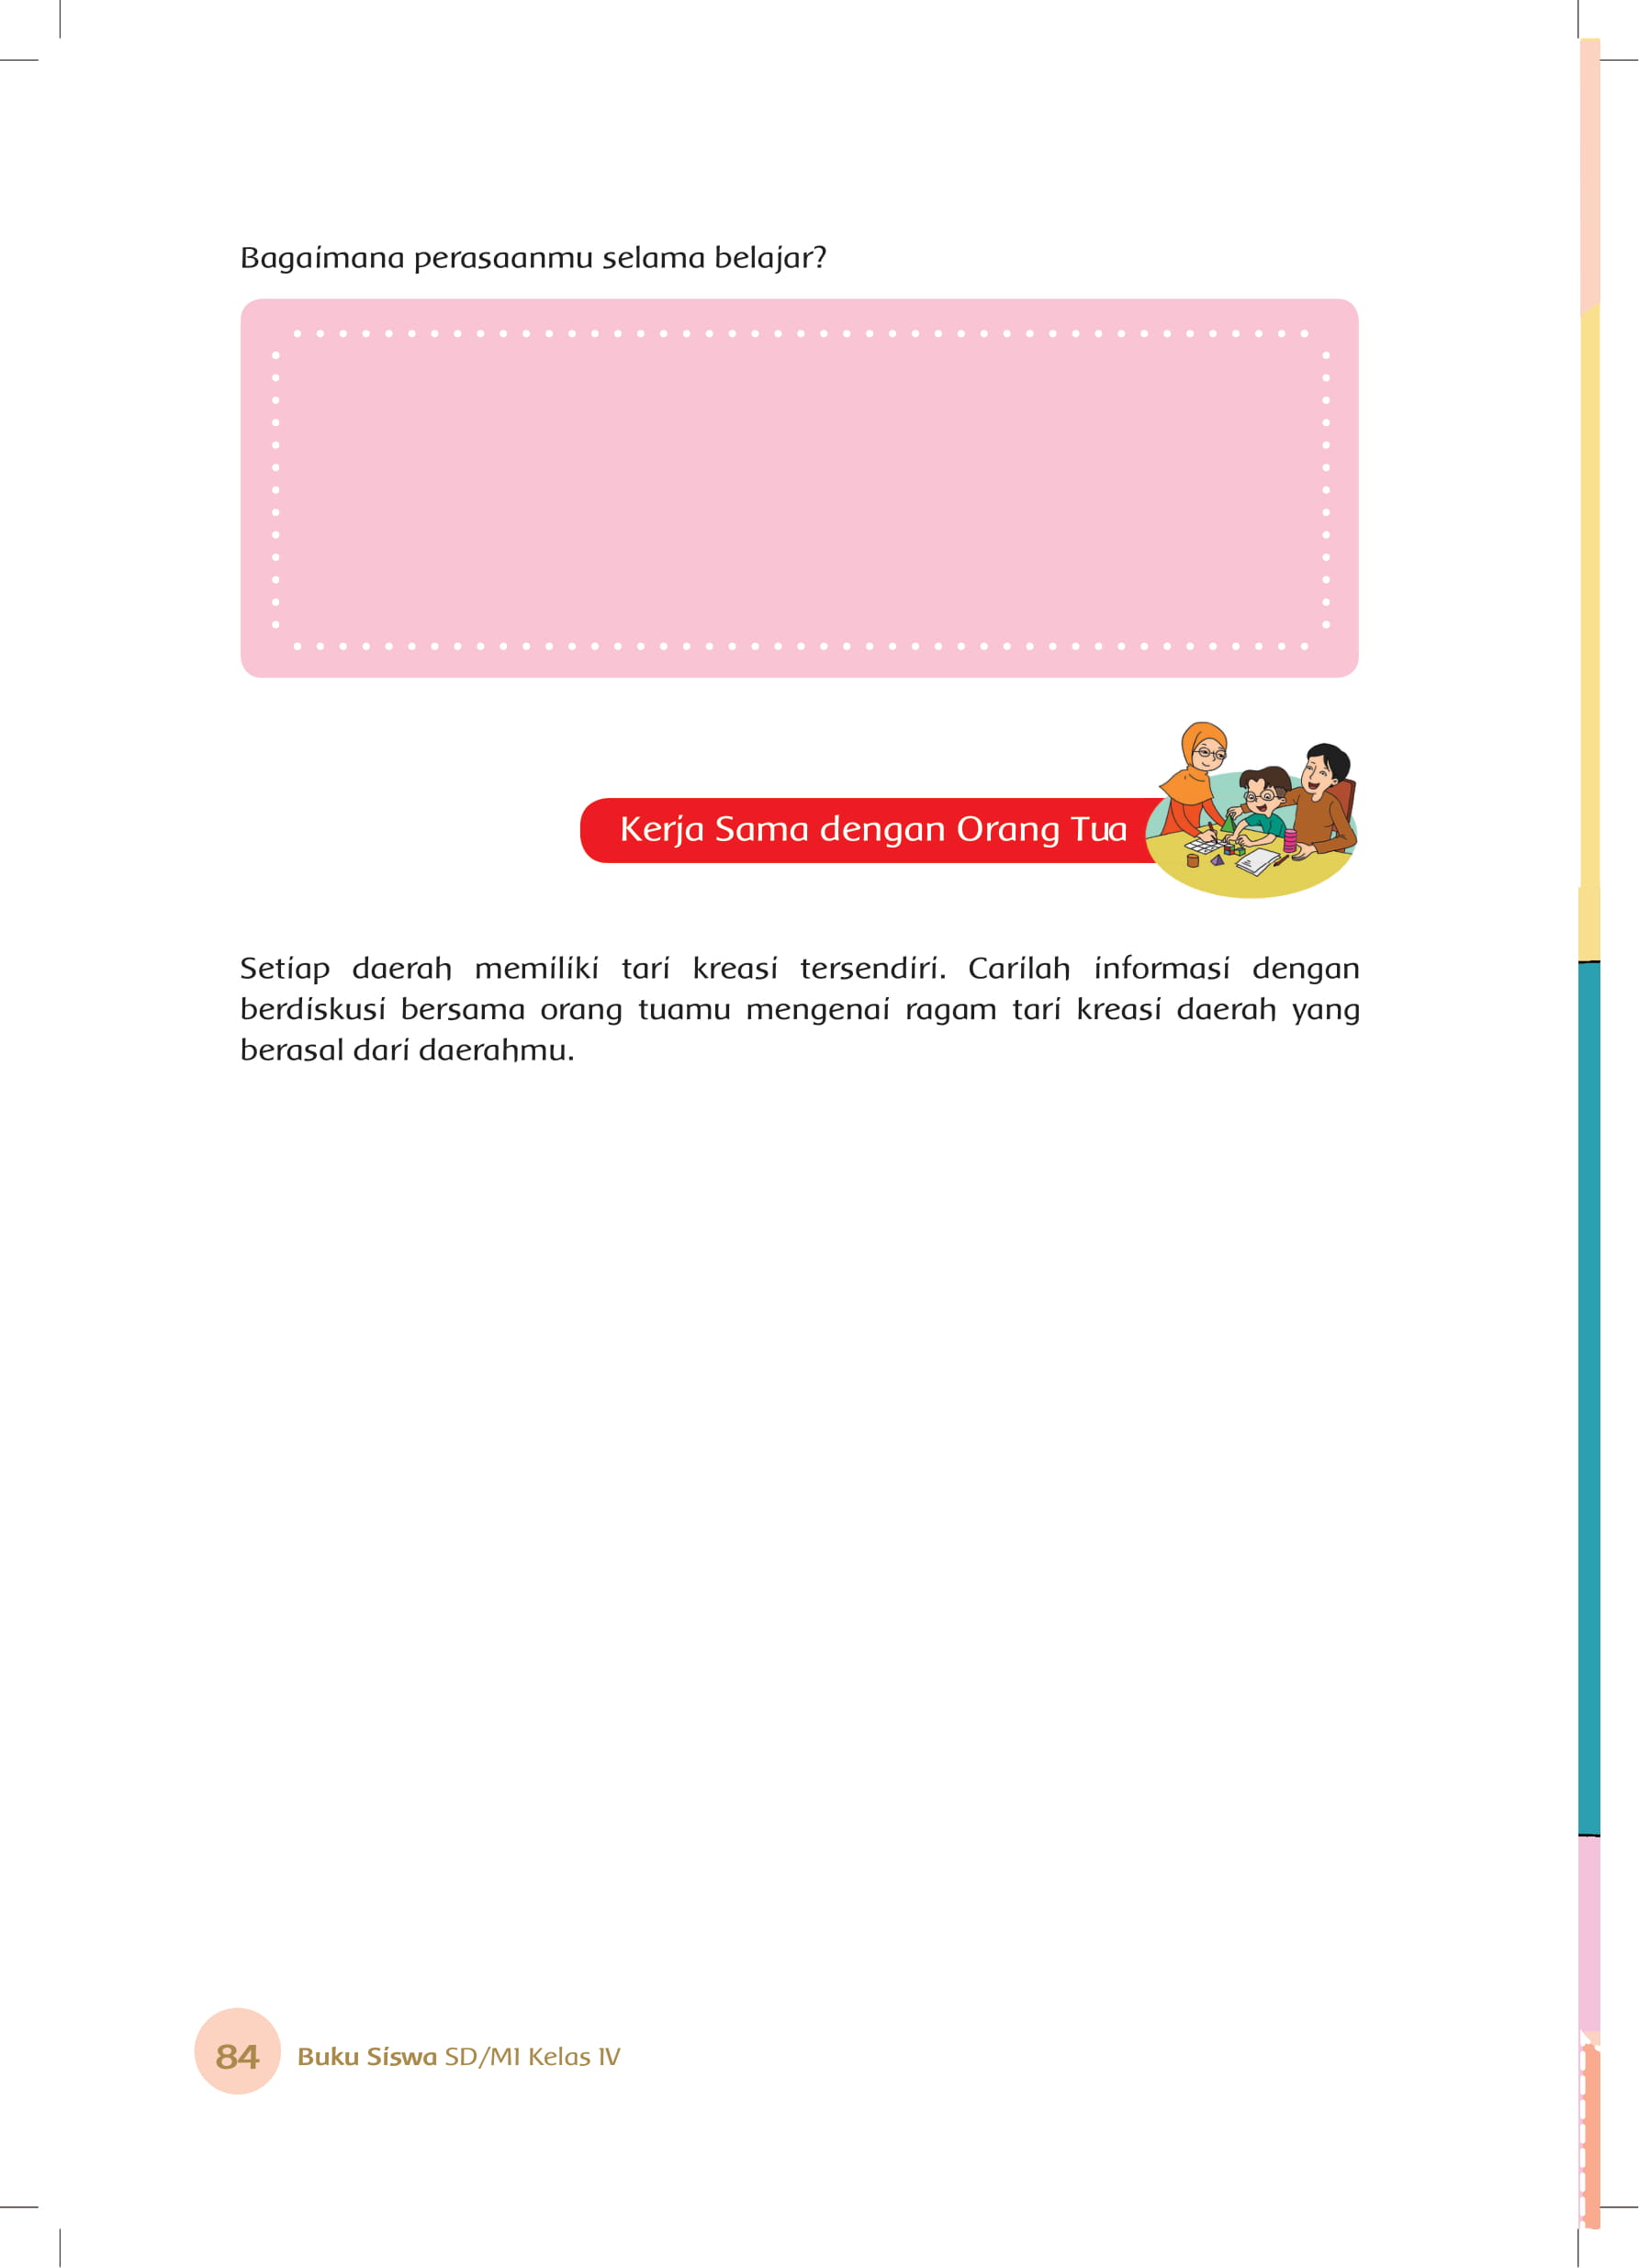 Bagaimana perasaanmu selama belajar?
Kerja Sama dengan Orang Tua
Setiap daerah memiliki tari kreasi tersendiri. Carilah informasi dengan
berdiskusi bersama orang tuamu mengenai ragam tari kreasi daerah yang
berasal dari daerahmu.
84 Buku Siswa SD/MI Kelas IV